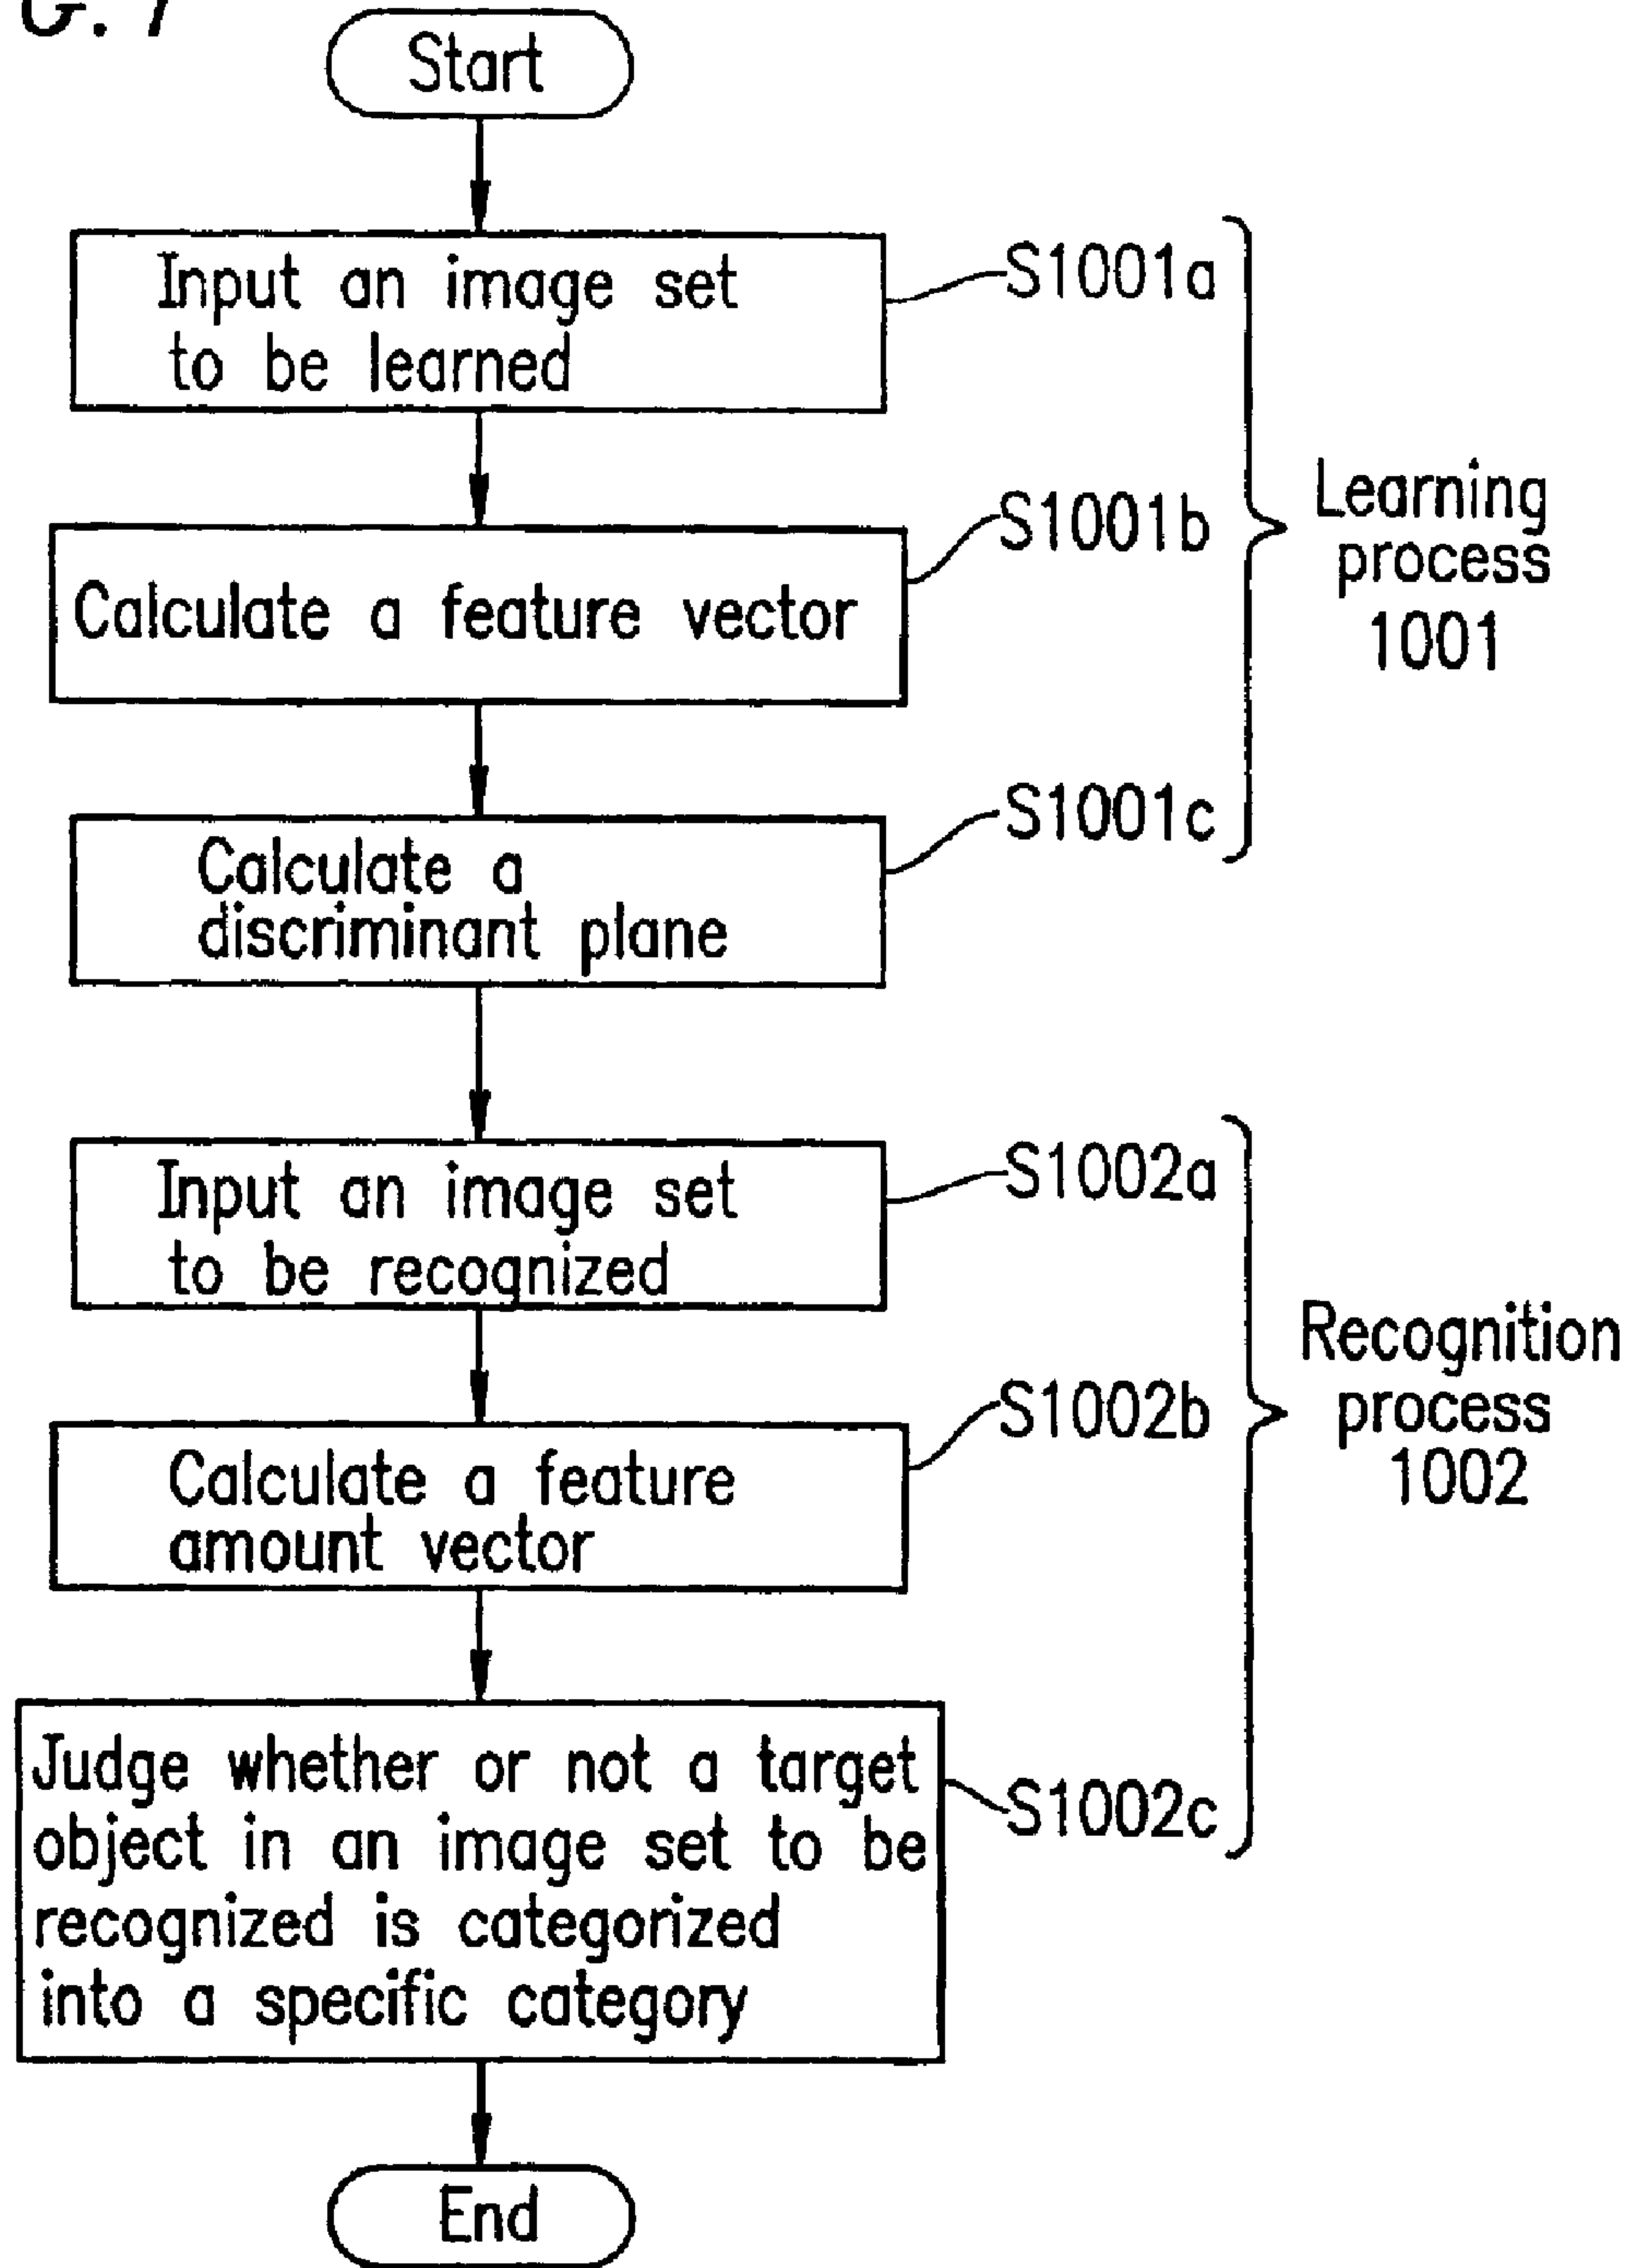 G. 1
Start
Input an image set
to be learned
S1001a
Calculate a feature vector
S1001b
Calculate a
discriminant plane
S1001c
Learning
process
1001
Input an image set
to be recognized
S1002a
Calculate a feature
amount vector
S1002b
Judge whether or not a target
object in an image set to be
recognized is categorized
into a specific category
S1002c
Recognition
process
1002
End